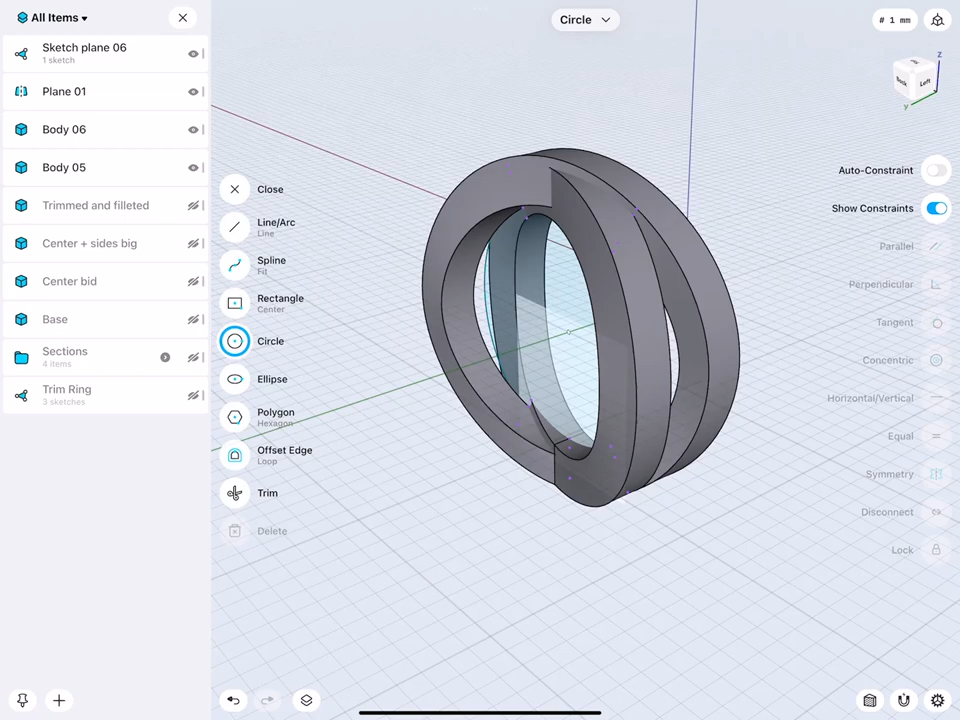 All Items
Circle
# 1 mm
Sketch plane 06
1 sketch
Plane 01
Body 06
Body 05
Trimmed and filleted
Center + sides big
Center bid
Base
Sections
4 items
Trim Ring
3 sketches
Close
Line/Arc
Line
Spline
Fit
Rectangle
Center
Circle
Ellipse
Polygon
Hexagon
Offset Edge
Loop
Trim
Delete
z
Back
Left
y
Auto-Constraint
Show Constraints
Parallel
Perpendicular
Tangent
Concentric
Horizontal/Vertical
Equal
Symmetry
Disconnect
Lock